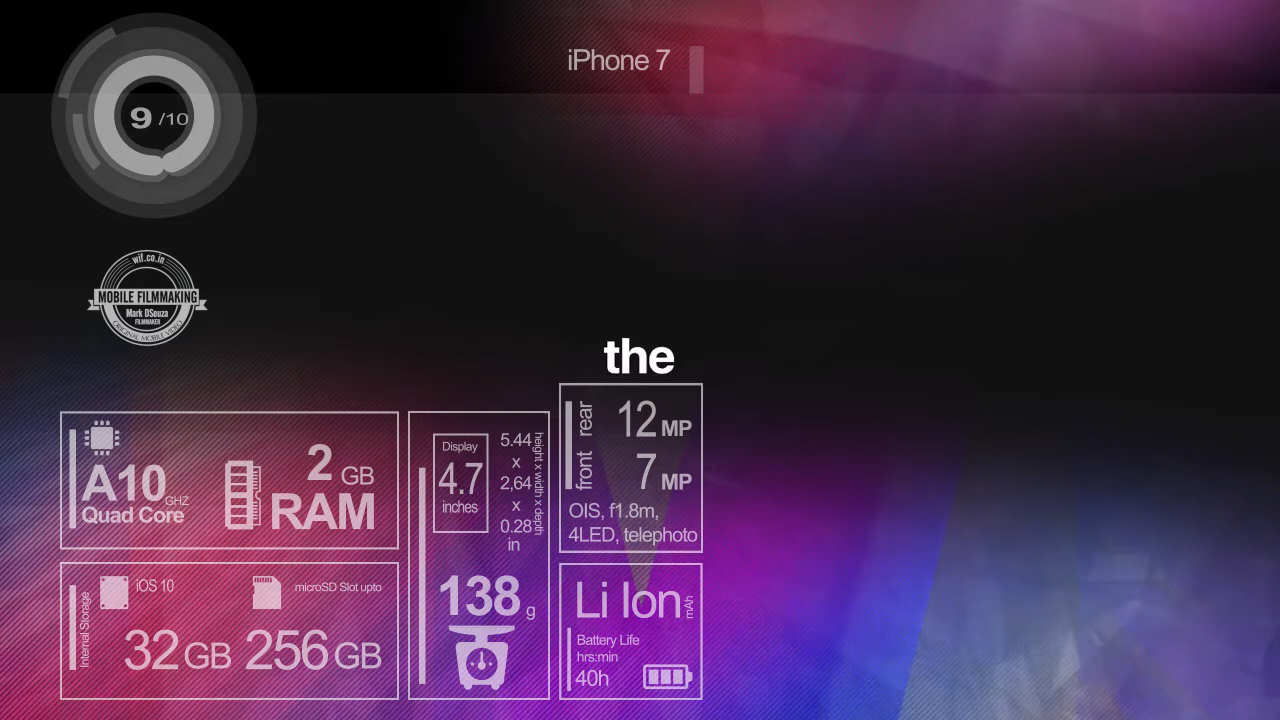 iPhone 7
9 /10
wif.co.in
MOBILE FILMMAKING
Mark DSouza
FILMMAKER
ORIGINAL MOBILE VIDEO
the
A10 GHZ
Quad Core
2 GB
RAM
Internal Storage
iOS 10
microSD Slot upto
32 GB 256 GB
Display
4.7
inches
5.44
x
2,64
x
0.28
in
height x width x depth
138 g
rear 12 MP
front 7 MP
OIS, f1.8m,
4LED, telephoto
Li Ion mAh
Battery Life
hrs:min
40h